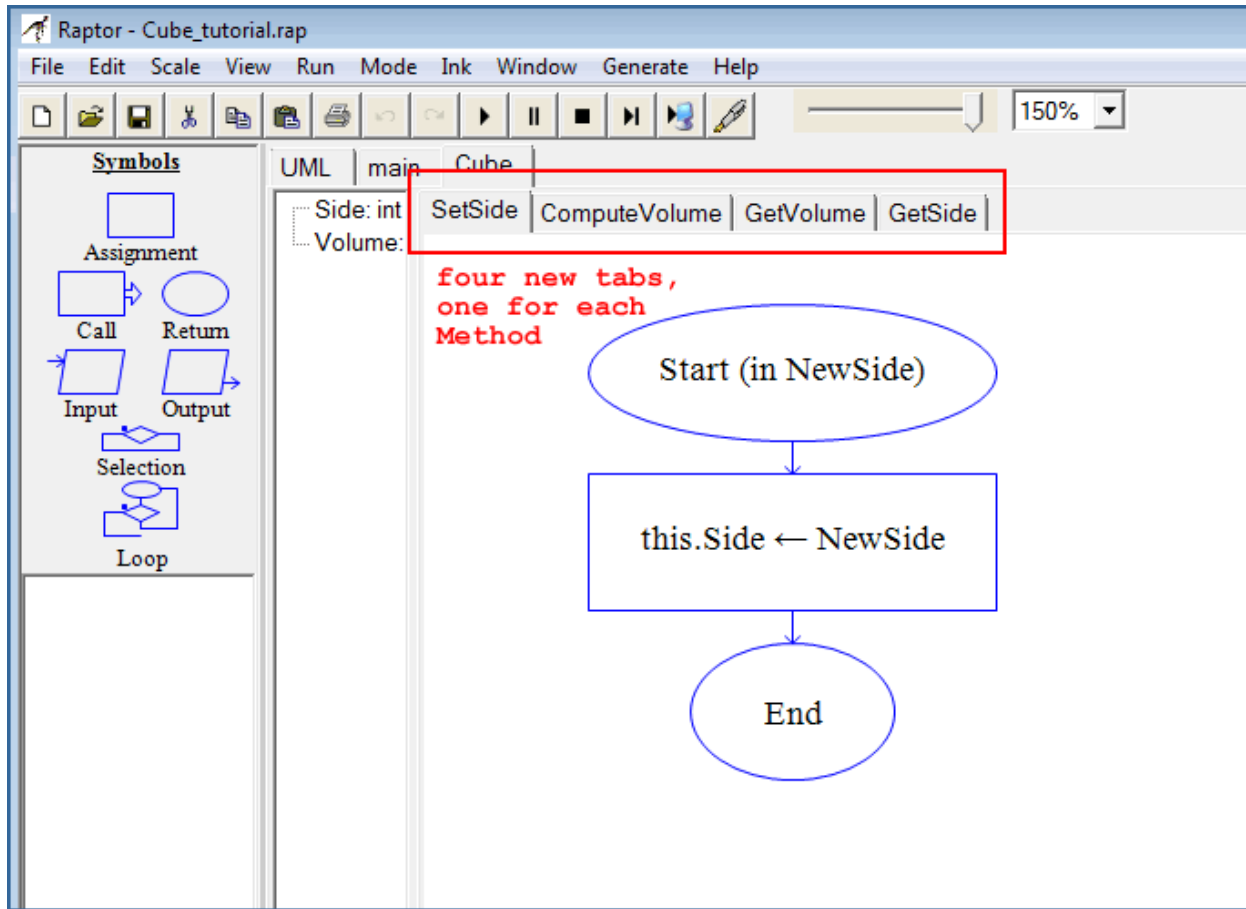 Raptor - Cube_tutorial.rap
File Edit Scale View Run Mode Ink Window Generate Help
150%
Symbols
Assignment
Call Return
Input Output
Selection
Loop
UML main Cube
Side: int
Volume:
SetSide ComputeVolume GetVolume GetSide
four new tabs,
one for each
Method
Start (in NewSide)
this.Side ← NewSide
End